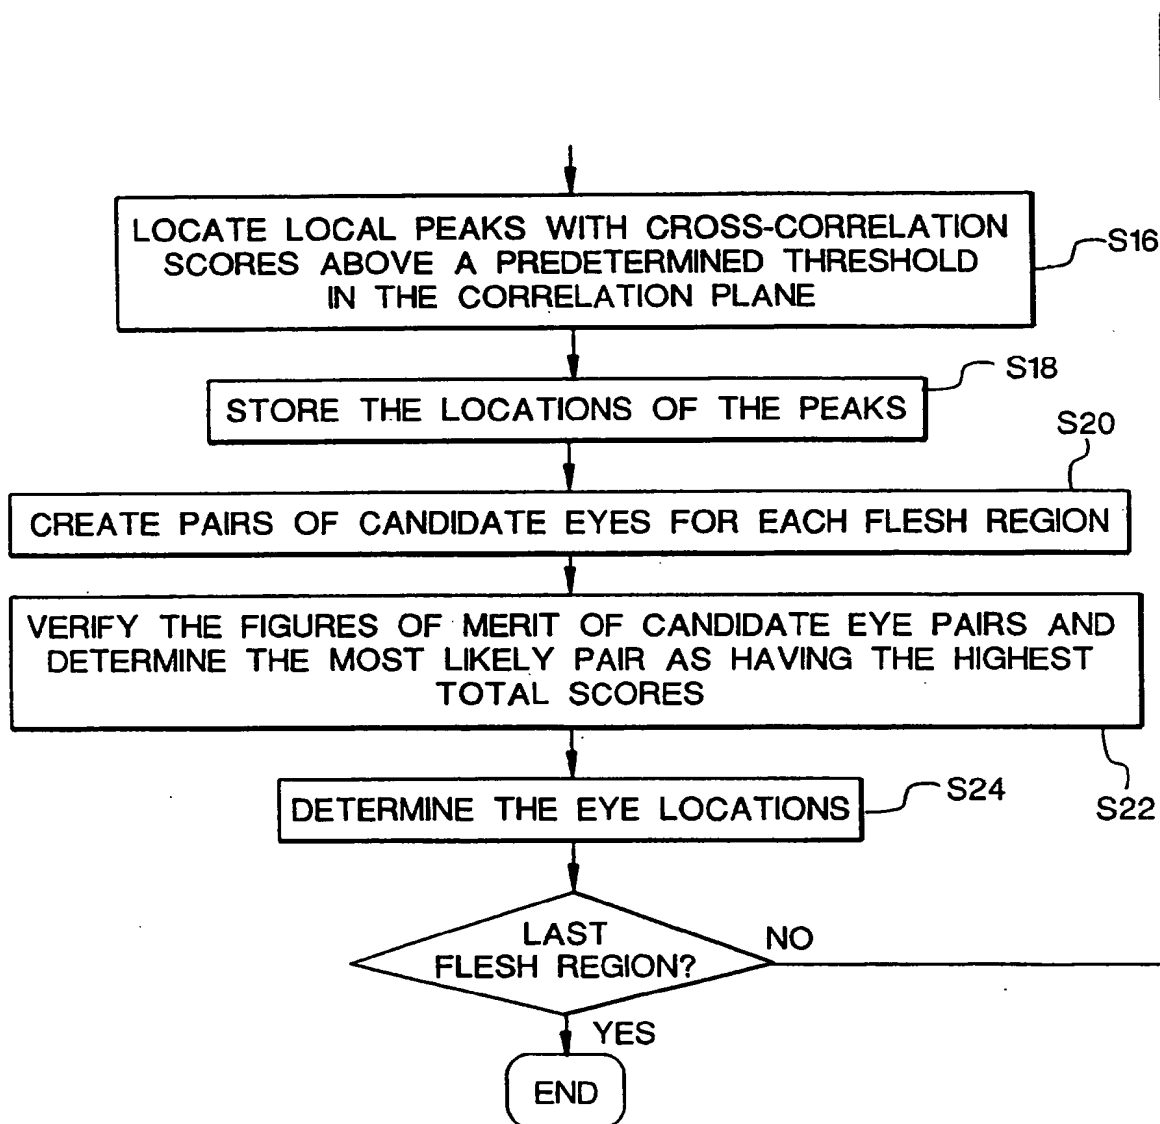 LOCATE LOCAL PEAKS WITH CROSS-CORRELATION
SCORES ABOVE A PREDETERMINED THRESHOLD
IN THE CORRELATION PLANE
S16
S18
STORE THE LOCATIONS OF THE PEAKS
S20
CREATE PAIRS OF CANDIDATE EYES FOR EACH FLESH REGION
VERIFY THE FIGURES OF MERIT OF CANDIDATE EYE PAIRS AND
DETERMINE THE MOST LIKELY PAIR AS HAVING THE HIGHEST
TOTAL SCORES
S22
S24
DETERMINE THE EYE LOCATIONS
LAST
FLESH REGION?
NO
YES
END